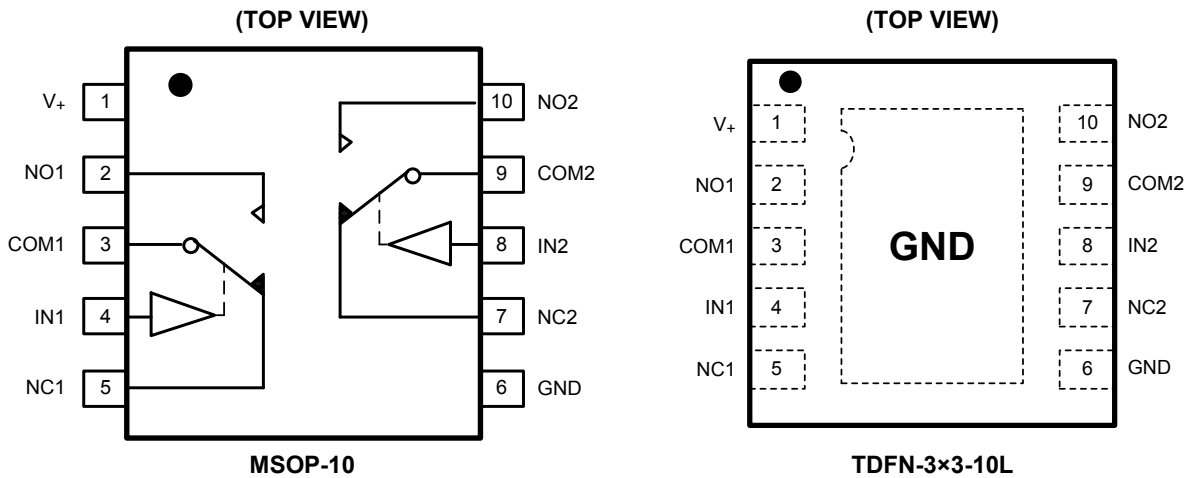 (TOP VIEW)
V+ 1
NO1 2
COM1 3
IN1 4
NC1 5
10 NO2
9 COM2
8 IN2
7 NC2
6 GND
MSOP-10
(TOP VIEW)
V+ 1
NO1 2
COM1 3
IN1 4
NC1 5
GND
10 NO2
9 COM2
8 IN2
7 NC2
6 GND
TDFN-3×3-10L